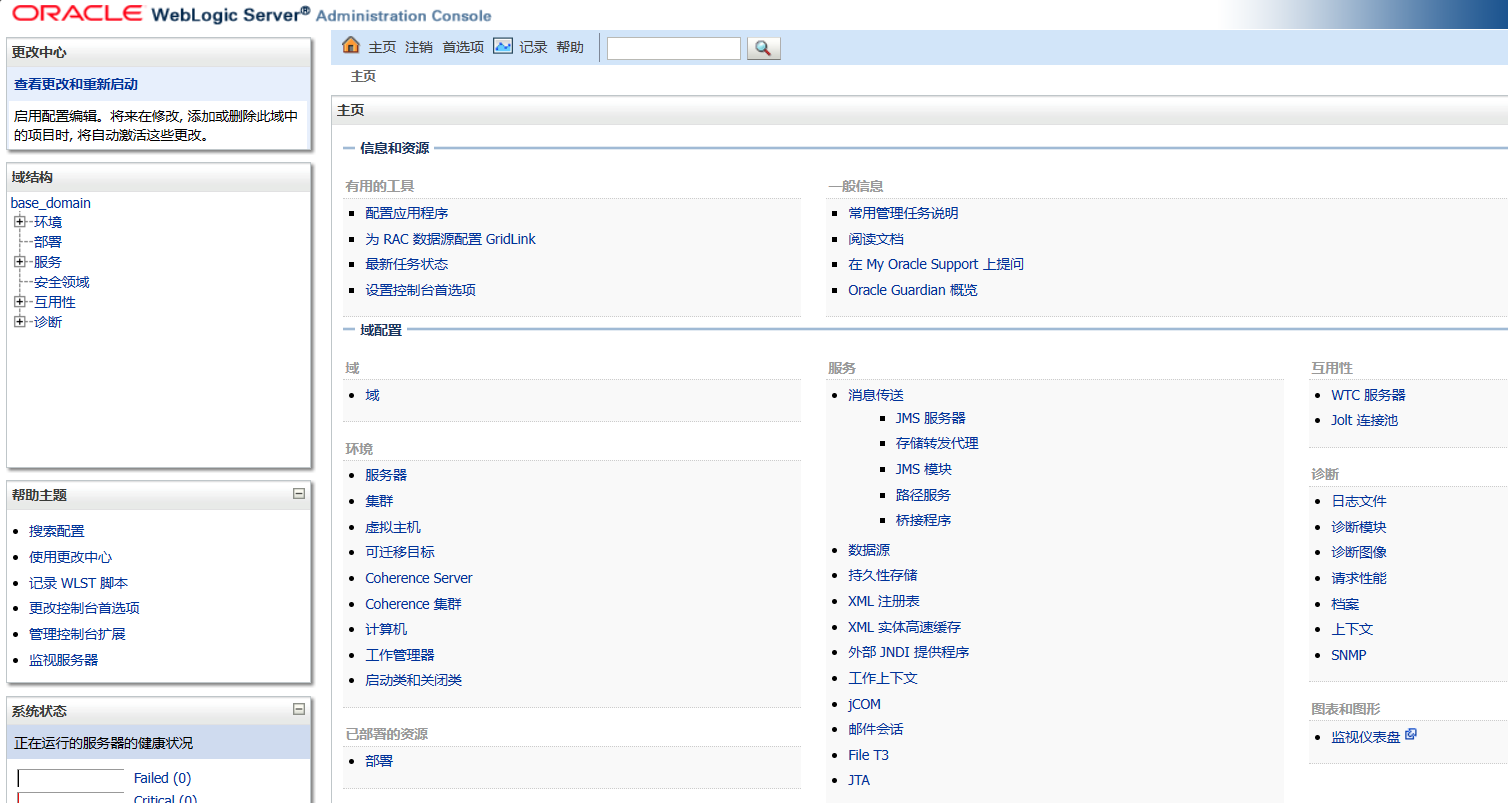 ORACLE WebLogic Server® Administration Console
更改中心
查看更改和重新启动
启用配置编辑。将来在修改, 添加或删除此域中
的项目时, 将自动激活这些更改。
域结构
base_domain
环境
部署
服务
安全领域
互用性
诊断
帮助主题
搜索配置
使用更改中心
记录 WLST 脚本
更改控制台首选项
管理控制台扩展
监视服务器
系统状态
正在运行的服务器的健康状况
Failed (0)
Critical (0)
主页 注销 首选项 记录 帮助
主页
主页
信息和资源
有用的工具
配置应用程序
为 RAC 数据源配置 GridLink
最新任务状态
设置控制台首选项
一般信息
常用管理任务说明
阅读文档
在 My Oracle Support 上提问
Oracle Guardian 概览
域配置
域
域
环境
服务器
集群
虚拟主机
可迁移目标
Coherence Server
Coherence 集群
计算机
工作管理器
启动类和关闭类
已部署的资源
部署
服务
消息传送
JMS 服务器
存储转发代理
JMS 模块
路径服务
桥接程序
数据源
持久性存储
XML 注册表
XML 实体高速缓存
外部 JNDI 提供程序
工作上下文
jCOM
邮件会话
File T3
JTA
互用性
WTC 服务器
Jolt 连接池
诊断
日志文件
诊断模块
诊断图像
请求性能
档案
上下文
SNMP
图表和图形
监视仪表盘